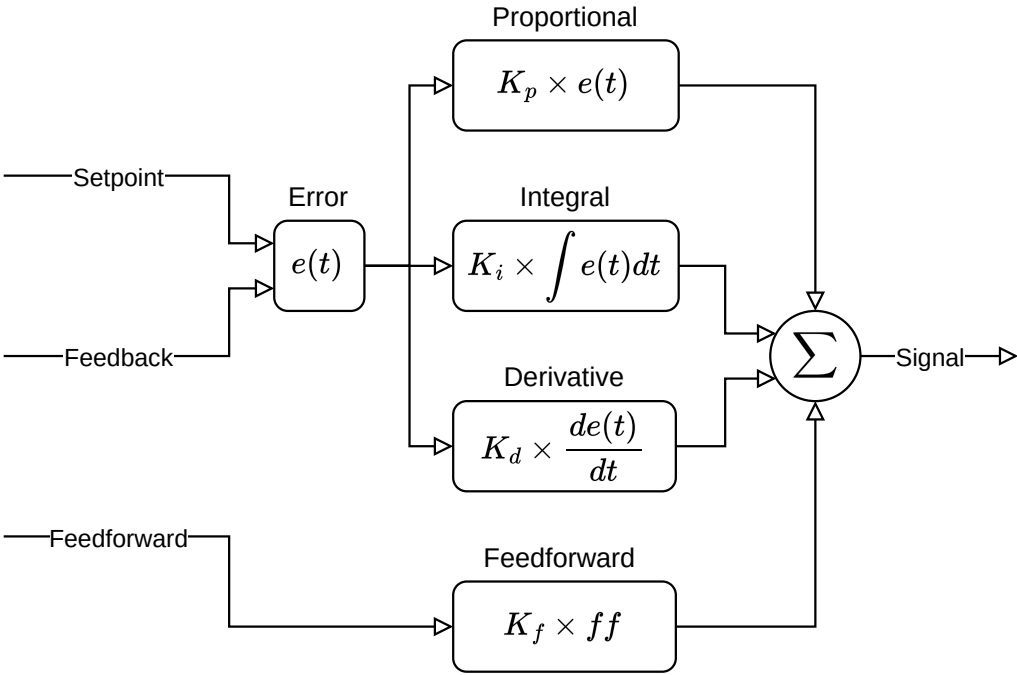 Proportional
K_p × e(t)
Setpoint
Error
e(t)
Integral
K_i × ∫ e(t)dt
Feedback
Derivative
K_d × de(t)/dt
∑
Signal
Feedforward
Feedforward
K_f × ff